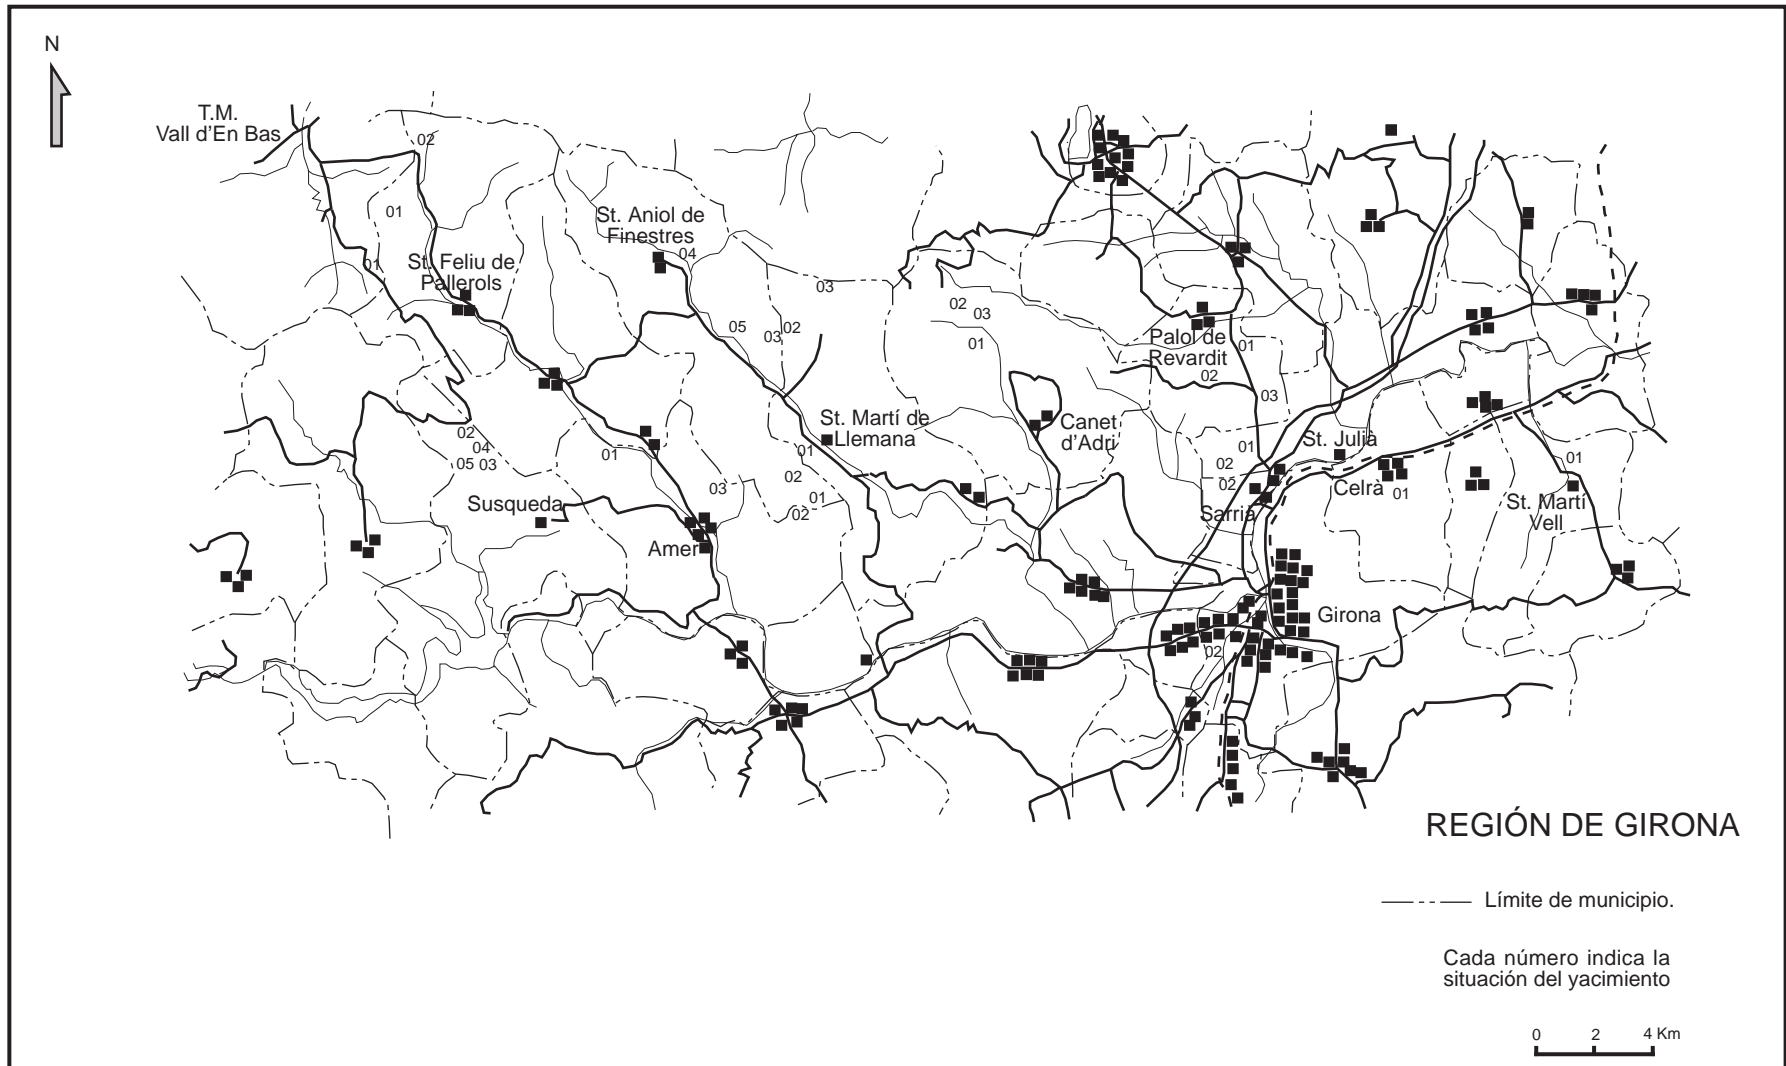 N
T.M.
Vall d'En Bas
02
01
01
St. Feliu de
Pallerols
St. Aniol de
Finestres
04
03
05
03
02
02
03
01
Palol de
Revardit
01
02
03
St. Martí de
Llemana
01
02
01
02
Canet
d'Adri
01
02
02
St. Julià
Sarrià
Celrà
01
01
St. Martí
Vell
02
04
05 03
01
03
Susqueda
Amer
Girona
02
REGIÓN DE GIRONA
Límite de municipio.
Cada número indica la
situación del yacimiento
0 2 4 Km